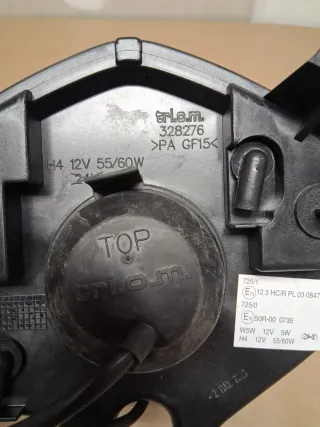 tri.o.m.
328276
>PA GF15<
H4 12V 55/60W
TOP
tri.o.m.
725/1
12,5 HC/R PL 03 0847
725/0
50R-00 0735
W5W 12V 5W
H4 12V 55/60W